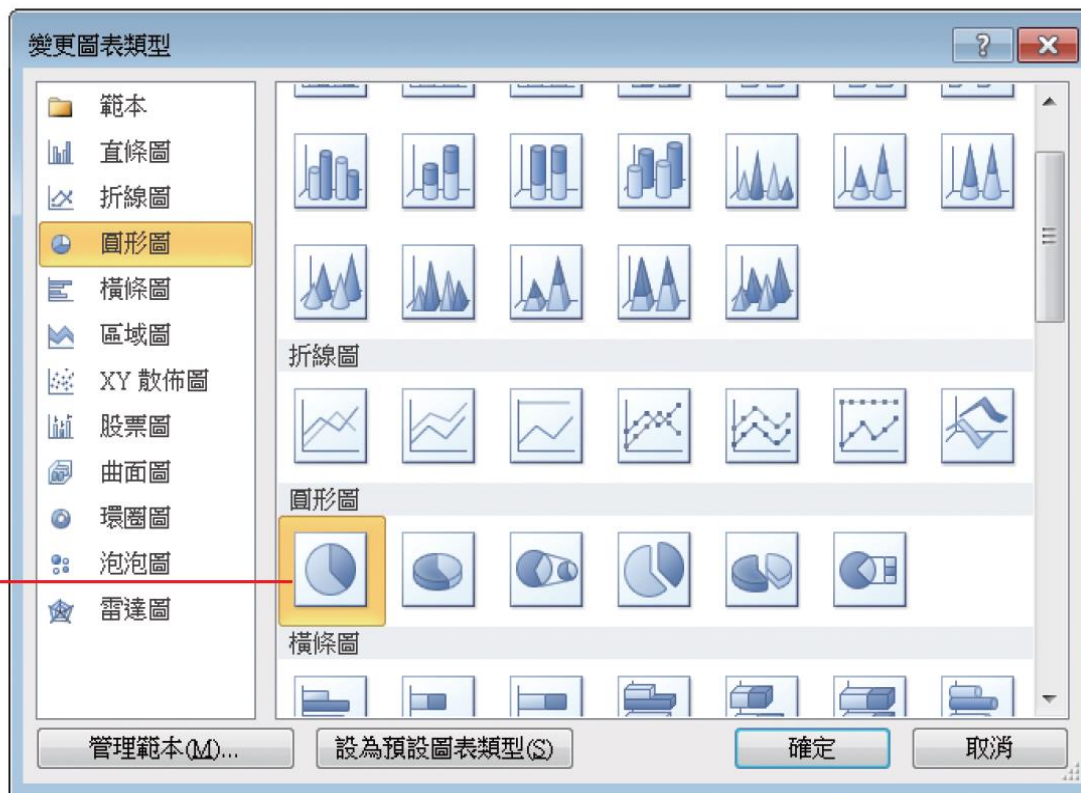 變更圖表類型
範本
直條圖
折線圖
圓形圖
橫條圖
區域圖
XY 散佈圖
股票圖
曲面圖
環圈圖
泡泡圖
雷達圖
折線圖
圓形圖
橫條圖
管理範本(M)...
設為預設圖表類型(S)
確定
取消